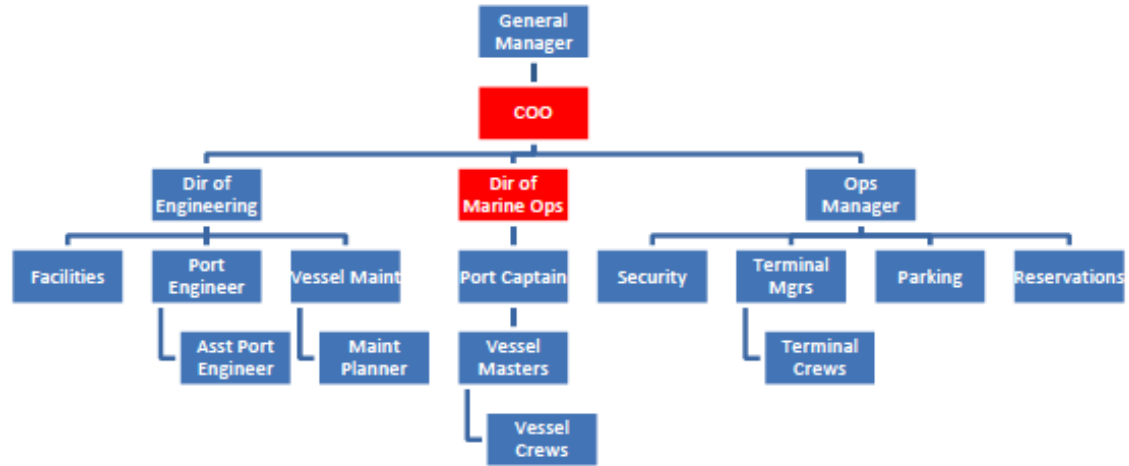 General
Manager
COO
Dir of
Engineering
Dir of
Marine Ops
Ops
Manager
Facilities
Port
Engineer
Vessel Maint
Port Captain
Security
Terminal
Mgrs
Parking
Reservations
Asst Port
Engineer
Maint
Planner
Vessel
Masters
Terminal
Crews
Vessel
Crews